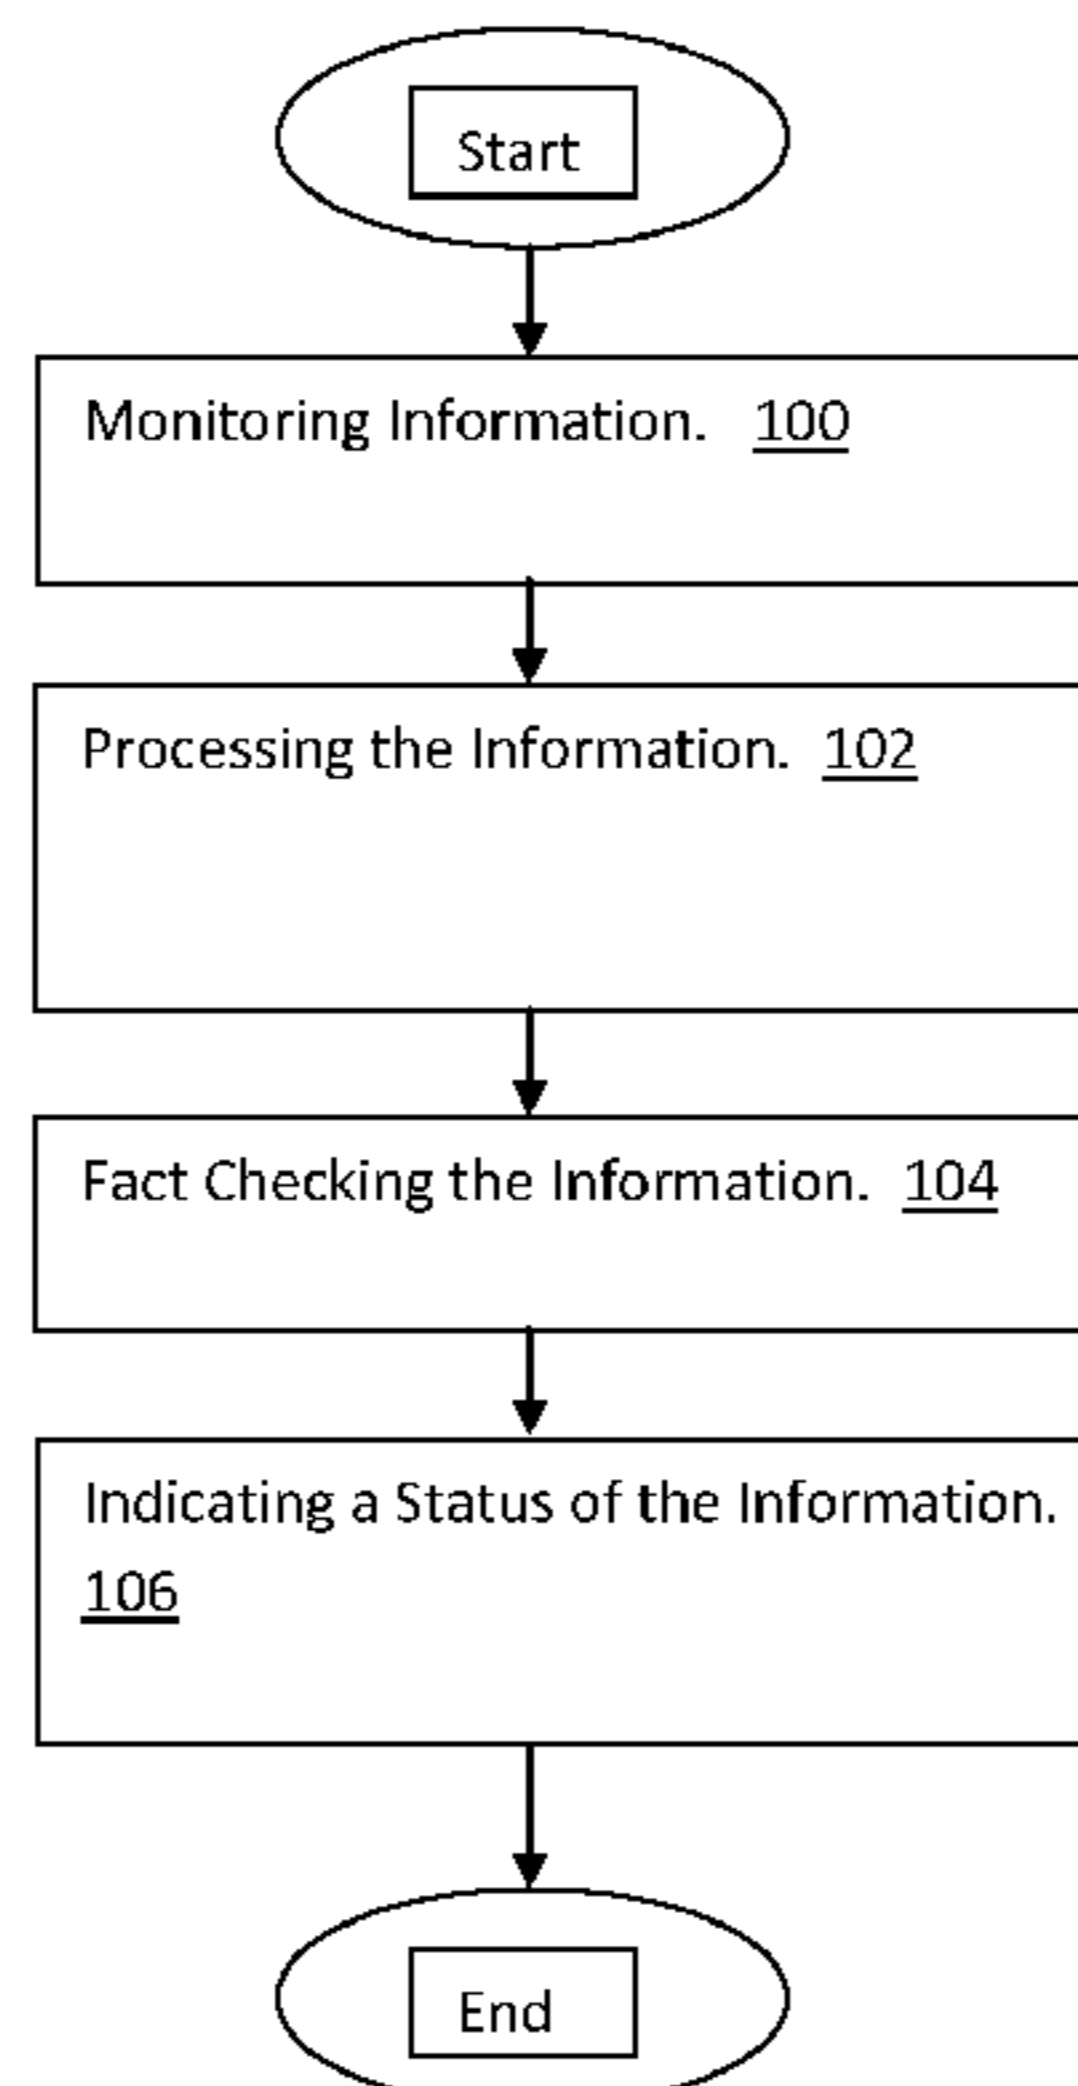 Start
Monitoring Information. 100
Processing the Information. 102
Fact Checking the Information. 104
Indicating a Status of the Information.
106
End